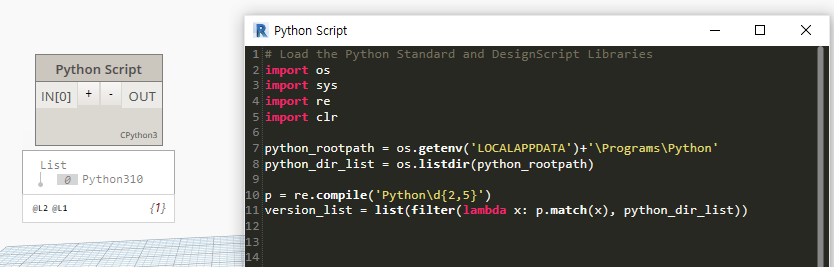 Python Script
IN[0] + - OUT
CPython3
List
0 Python310
@L2 @L1 {1}
Python Script
1 # Load the Python Standard and DesignScript Libraries
2 import os
3 import sys
4 import re
5 import clr
6
7 python_rootpath = os.getenv('LOCALAPPDATA')+'\Programs\Python'
8 python_dir_list = os.listdir(python_rootpath)
9
10 p = re.compile('Python\d{2,5}')
11 version_list = list(filter(lambda x: p.match(x), python_dir_list))
12
13
14